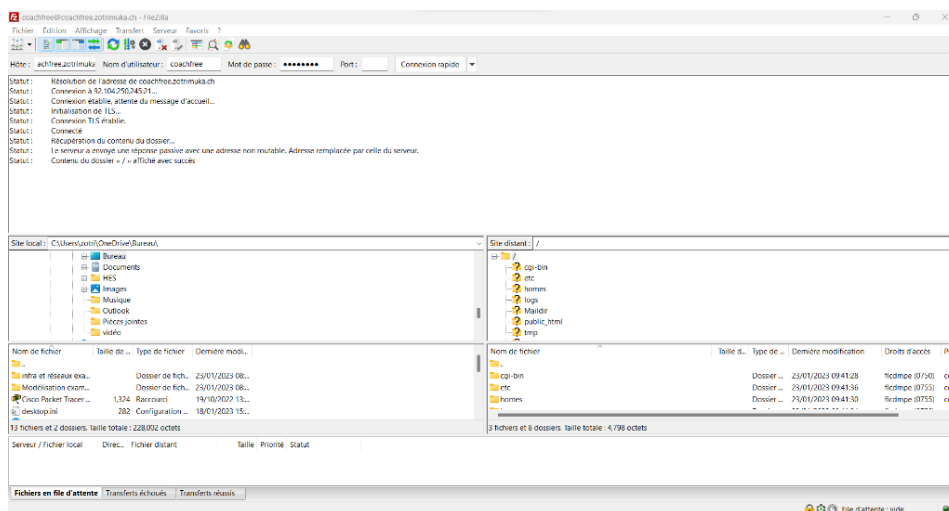 coachfree@coachfree.zotrimuka.ch - FileZilla
Fichier Édition Affichage Transfert Serveur Favoris ?
Hôte : achfree.zotrimuka Nom d'utilisateur : coachfree Mot de passe : ●●●●●●●● Port : Connexion rapide
Statut : Résolution de l'adresse de coachfree.zotrimuka.ch
Statut : Connexion à 92.104.250.245:21...
Statut : Connexion établie, attente du message d'accueil...
Statut : Initialisation de TLS...
Statut : Connexion TLS établie.
Statut : Connecté
Statut : Récupération du contenu du dossier...
Statut : Le serveur a envoyé une réponse passive avec une adresse non routable. Adresse remplacée par celle du serveur.
Statut : Contenu du dossier « / » affiché avec succès
Site local : C:\Users\zotri\OneDrive\Bureau\
Bureau
Documents
HES
Images
Musique
Outlook
Pièces jointes
vidéo
Site distant : /
/
cgi-bin
etc
homes
logs
Maildir
public_html
tmp
Nom de fichier Taille de ... Type de fichier Dernière modi...
..
infra et réseaux exa... Dossier de fich... 23/01/2023 08:...
Modélisation exam... Dossier de fich... 23/01/2023 08:...
Cisco Packet Tracer ... 1,324 Raccourci 19/10/2022 13:...
desktop.ini 282 Configuration ... 18/01/2023 15:...
13 fichiers et 2 dossiers. Taille totale : 228,002 octets
Nom de fichier Taille d... Type de ... Dernière modification Droits d'accès
..
cgi-bin Dossier ... 23/01/2023 09:41:28 flcdmpe (0750)
etc Dossier ... 23/01/2023 09:41:36 flcdmpe (0755)
homes Dossier ... 23/01/2023 09:41:30 flcdmpe (0755)
3 fichiers et 8 dossiers. Taille totale : 4,798 octets
Serveur / Fichier local Direc... Fichier distant Taille Priorité Statut
Fichiers en file d'attente Transferts échoués Transferts réussis
File d'attente : vide